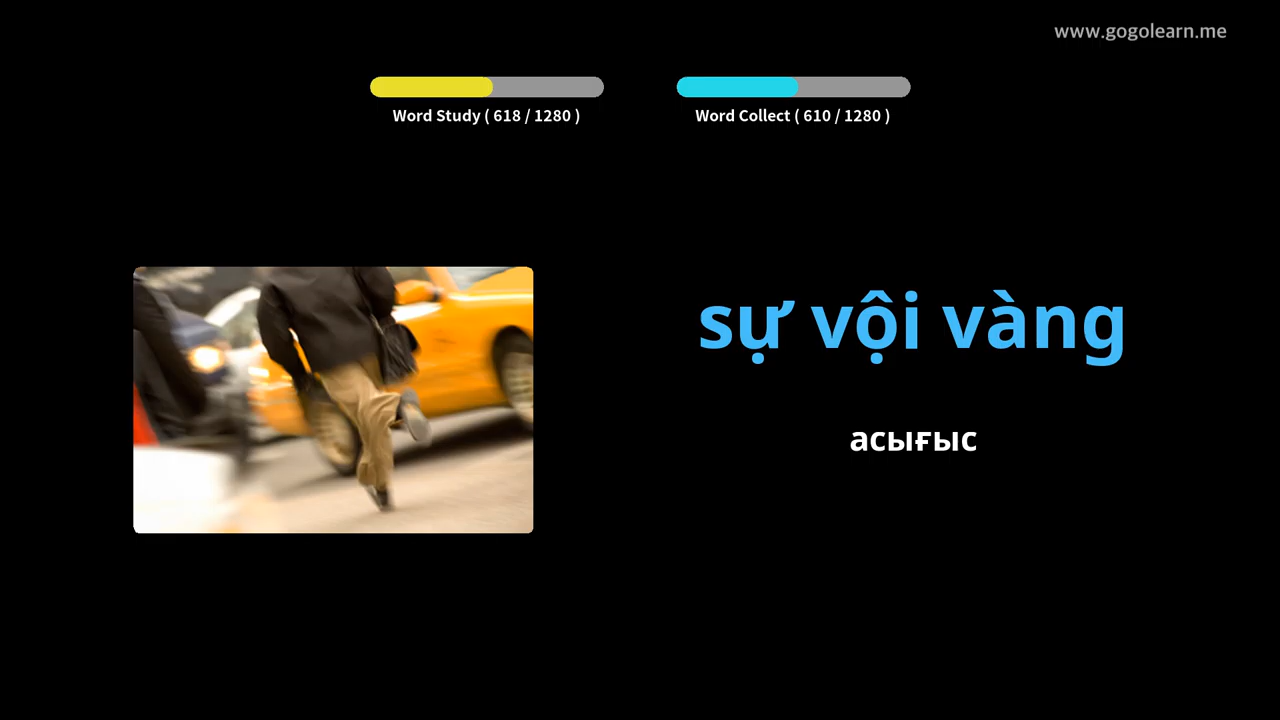 www.gogolearn.me
Word Study ( 618 / 1280 )
Word Collect ( 610 / 1280 )
sự vội vàng
асығыс